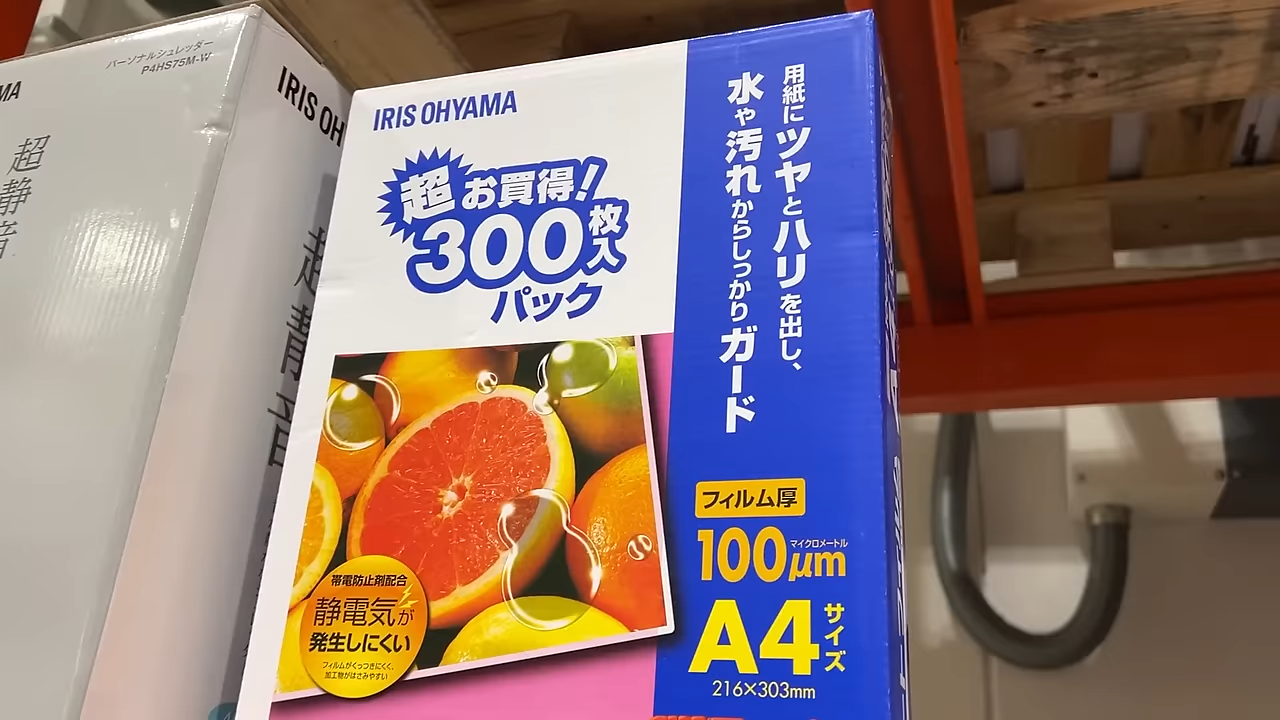 パーソナルシュレッダー
P4HS75M-W
超静音
IRIS OH
IRIS OHYAMA
超お買得!
300枚入
パック
用紙にツヤとハリを出し、
水や汚れからしっかりガード
フィルム厚
100μm
マイクロメートル
A4サイズ
216×303mm
帯電防止剤配合
静電気が
発生しにくい
フィルムがくっつきにくく、
加工物がはさみやすい